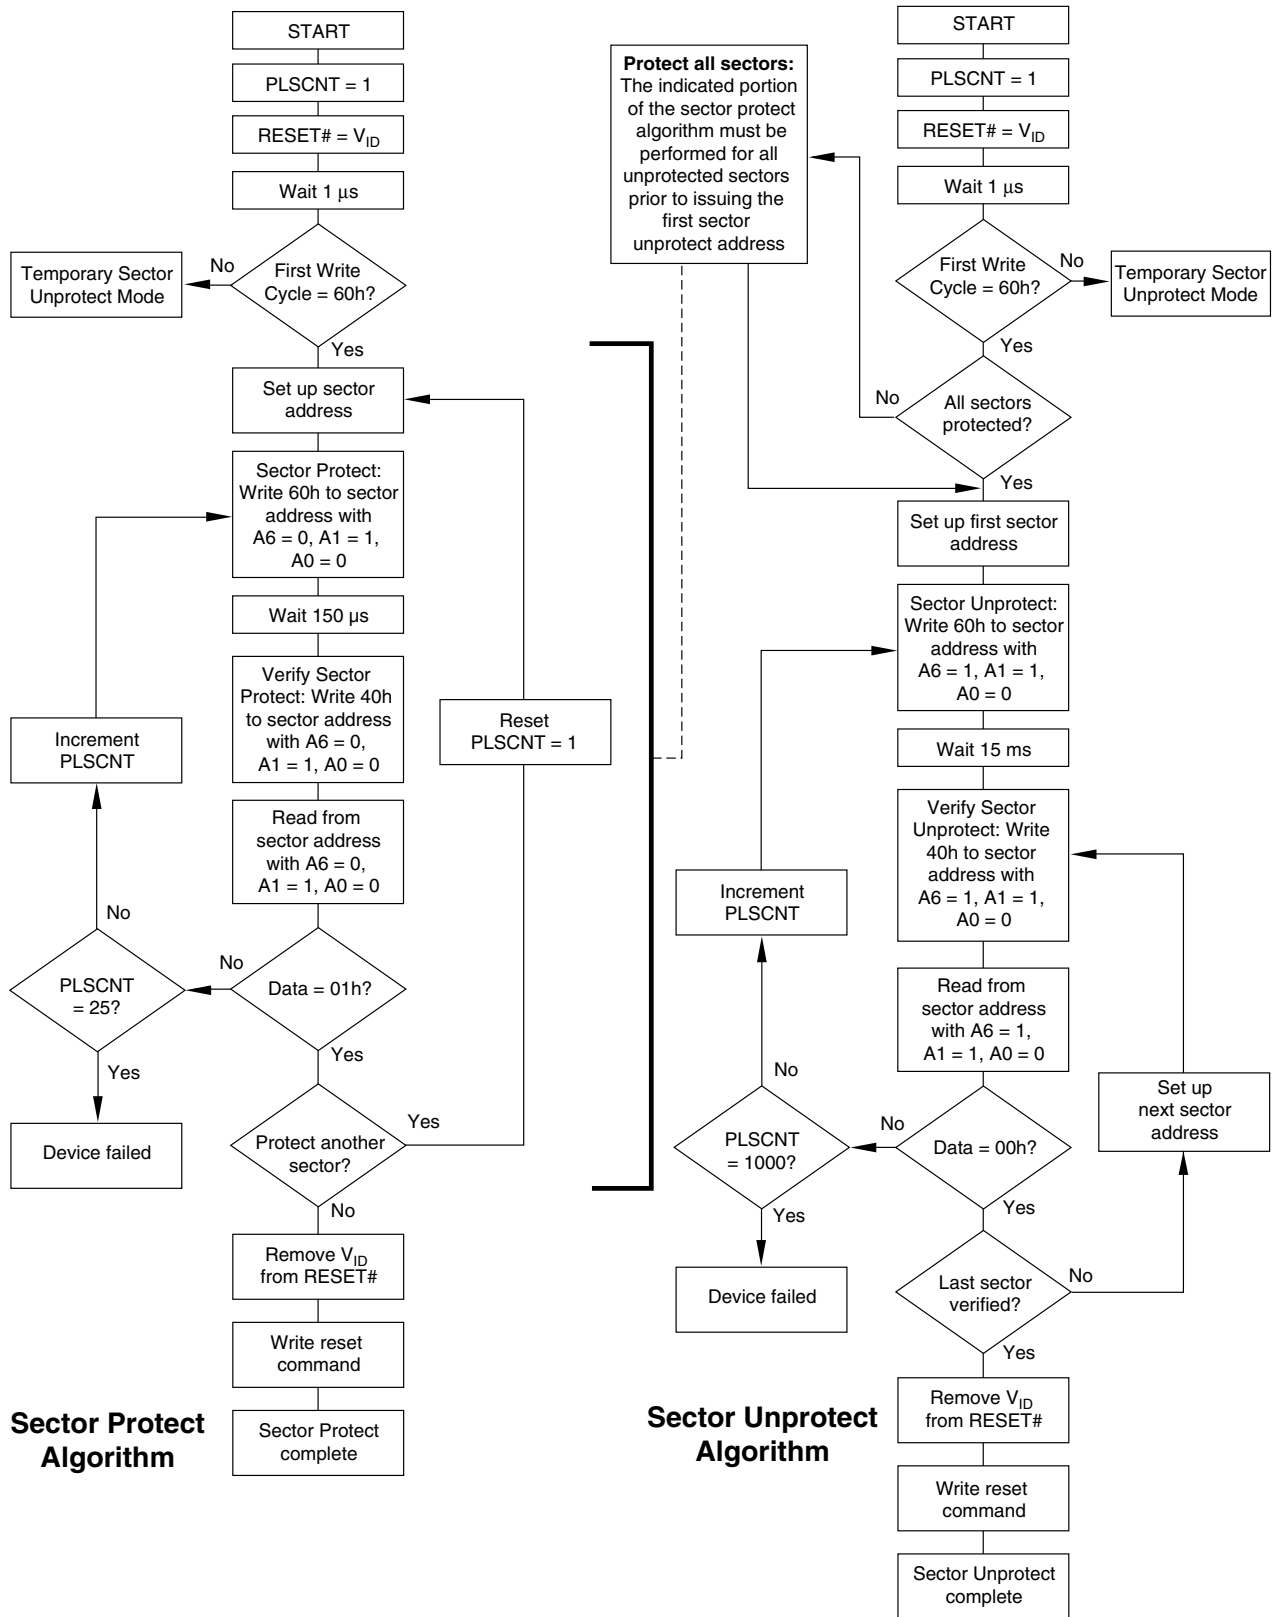 START
PLSCNT = 1
RESET# = VID
Wait 1 μs
First Write
Cycle = 60h?
No
Temporary Sector
Unprotect Mode
Yes
Set up sector
address
Sector Protect:
Write 60h to sector
address with
A6 = 0, A1 = 1,
A0 = 0
Wait 150 µs
Verify Sector
Protect: Write 40h
to sector address
with A6 = 0,
A1 = 1, A0 = 0
Reset
PLSCNT = 1
Increment
PLSCNT
Read from
sector address
with A6 = 0,
A1 = 1, A0 = 0
No
PLSCNT
= 25?
No
Data = 01h?
Yes
Yes
Device failed
Protect another
sector?
Yes
No
Remove VID
from RESET#
Write reset
command
Sector Protect
complete
Sector Protect
Algorithm
Protect all sectors:
The indicated portion
of the sector protect
algorithm must be
performed for all
unprotected sectors
prior to issuing the
first sector
unprotect address
START
PLSCNT = 1
RESET# = VID
Wait 1 μs
First Write
Cycle = 60h?
No
Temporary Sector
Unprotect Mode
Yes
No
All sectors
protected?
Yes
Set up first sector
address
Sector Unprotect:
Write 60h to sector
address with
A6 = 1, A1 = 1,
A0 = 0
Wait 15 ms
Verify Sector
Unprotect: Write
40h to sector
address with
A6 = 1, A1 = 1,
A0 = 0
Increment
PLSCNT
Read from
sector address
with A6 = 1,
A1 = 1, A0 = 0
No
Set up
next sector
address
PLSCNT
= 1000?
No
Data = 00h?
Yes
Yes
Device failed
Last sector
verified?
No
Yes
Remove VID
from RESET#
Write reset
command
Sector Unprotect
complete
Sector Unprotect
Algorithm